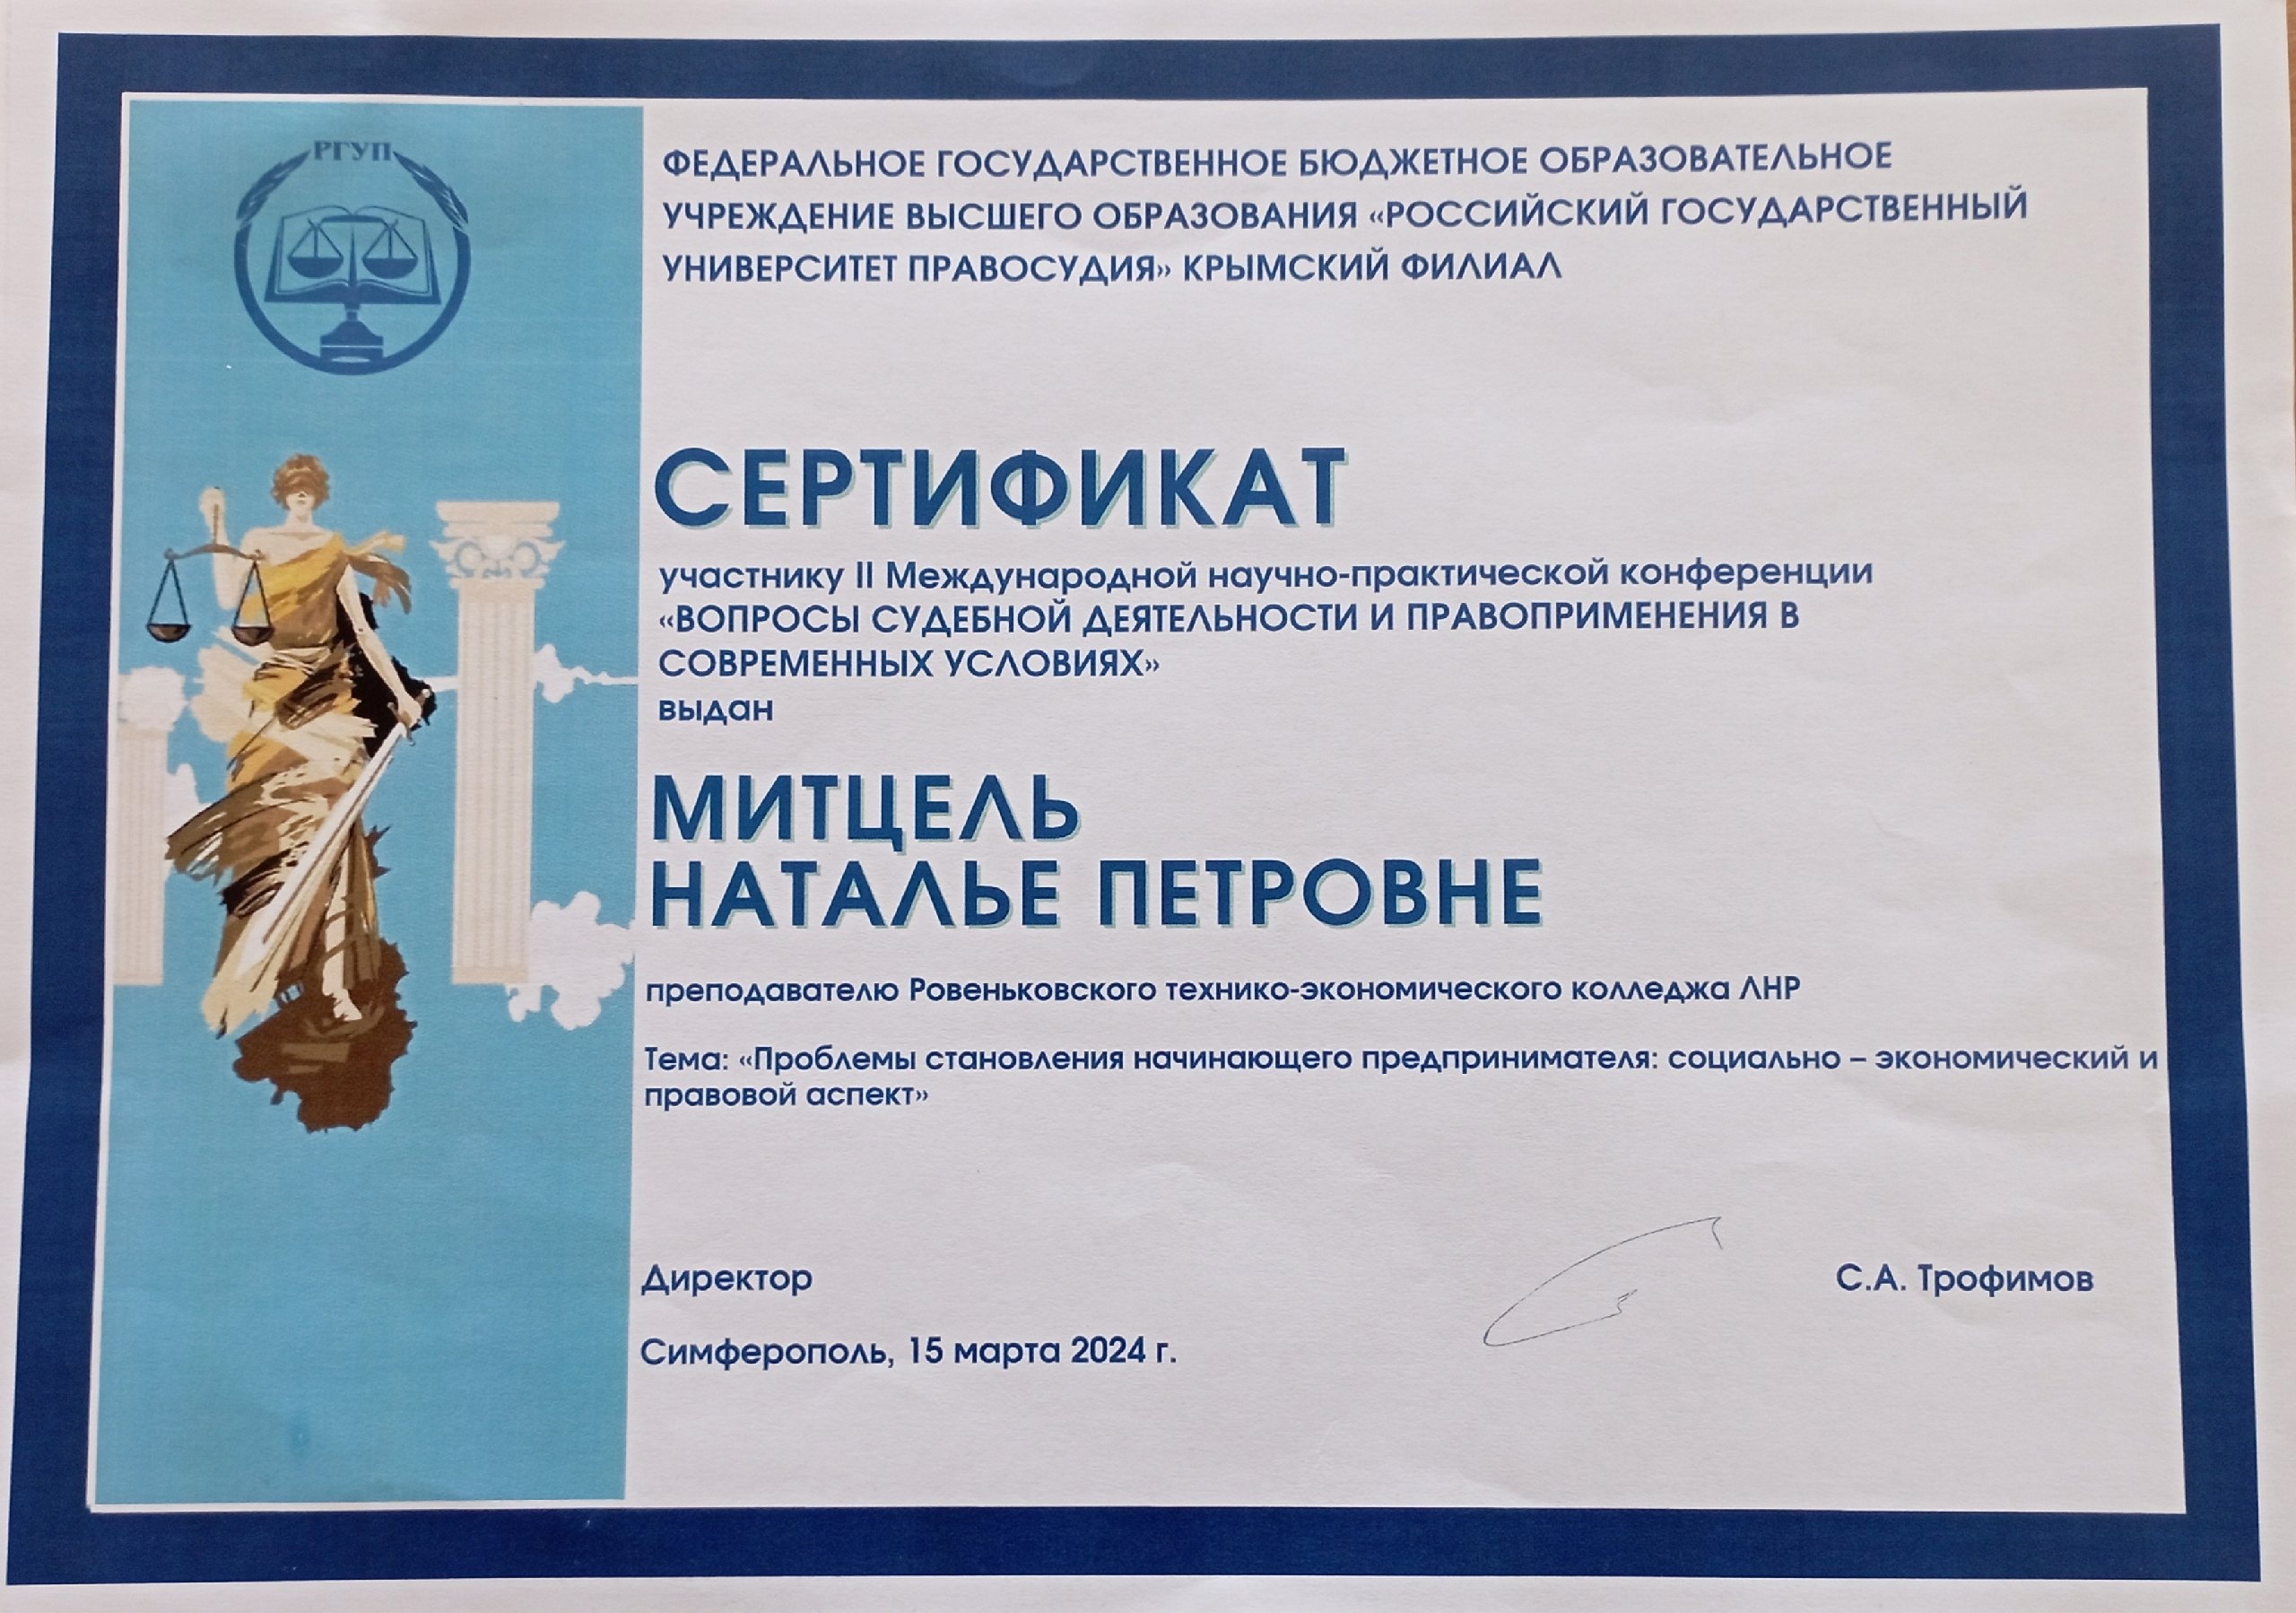 РГУП
ФЕДЕРАЛЬНОЕ ГОСУДАРСТВЕННОЕ БЮДЖЕТНОЕ ОБРАЗОВАТЕЛЬНОЕ
УЧРЕЖДЕНИЕ ВЫСШЕГО ОБРАЗОВАНИЯ «РОССИЙСКИЙ ГОСУДАРСТВЕННЫЙ
УНИВЕРСИТЕТ ПРАВОСУДИЯ» КРЫМСКИЙ ФИЛИАЛ
СЕРТИФИКАТ
участнику II Международной научно-практической конференции
«ВОПРОСЫ СУДЕБНОЙ ДЕЯТЕЛЬНОСТИ И ПРАВОПРИМЕНЕНИЯ В
СОВРЕМЕННЫХ УСЛОВИЯХ»
выдан
МИТЦЕЛЬ
НАТАЛЬЕ ПЕТРОВНЕ
преподавателю Ровеньковского технико-экономического колледжа ЛНР
Тема: «Проблемы становления начинающего предпринимателя: социально – экономический и
правовой аспект»
Директор
С.А. Трофимов
Симферополь, 15 марта 2024 г.